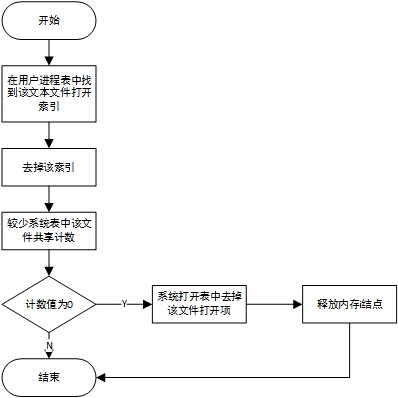 开始
在用户进程表中找
到该文本文件打开
索引
去掉该索引
较少系统表中该文
件共享计数
计数值为0
Y
系统打开表中去掉
该文件打开项
释放内存i结点
N
结束